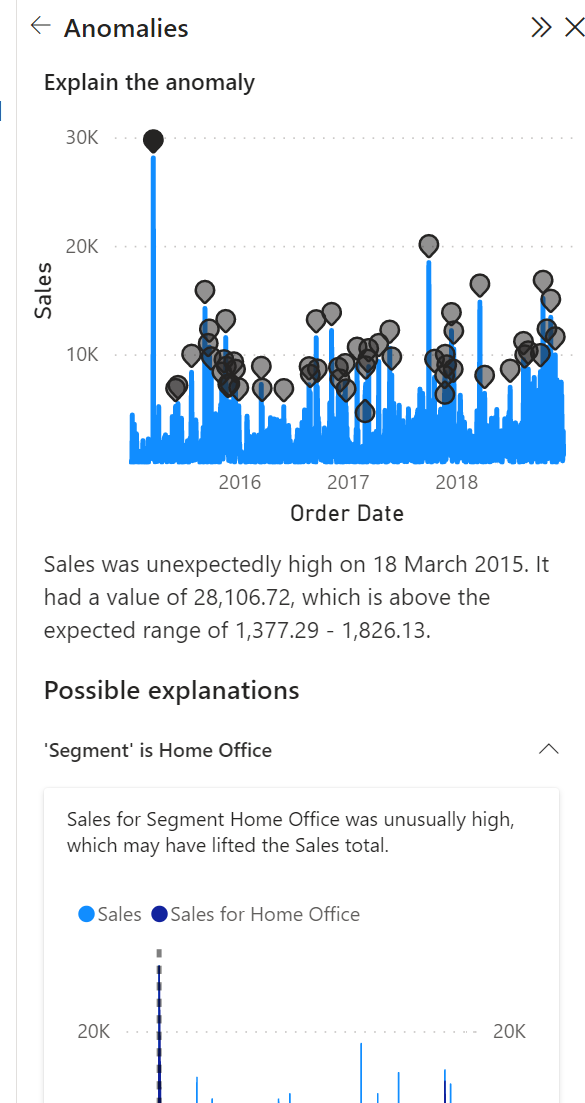 Anomalies
Explain the anomaly
30K
20K
10K
Sales
2016 2017 2018
Order Date
Sales was unexpectedly high on 18 March 2015. It
had a value of 28,106.72, which is above the
expected range of 1,377.29 - 1,826.13.
Possible explanations
'Segment' is Home Office
Sales for Segment Home Office was unusually high,
which may have lifted the Sales total.
Sales Sales for Home Office
20K 20K